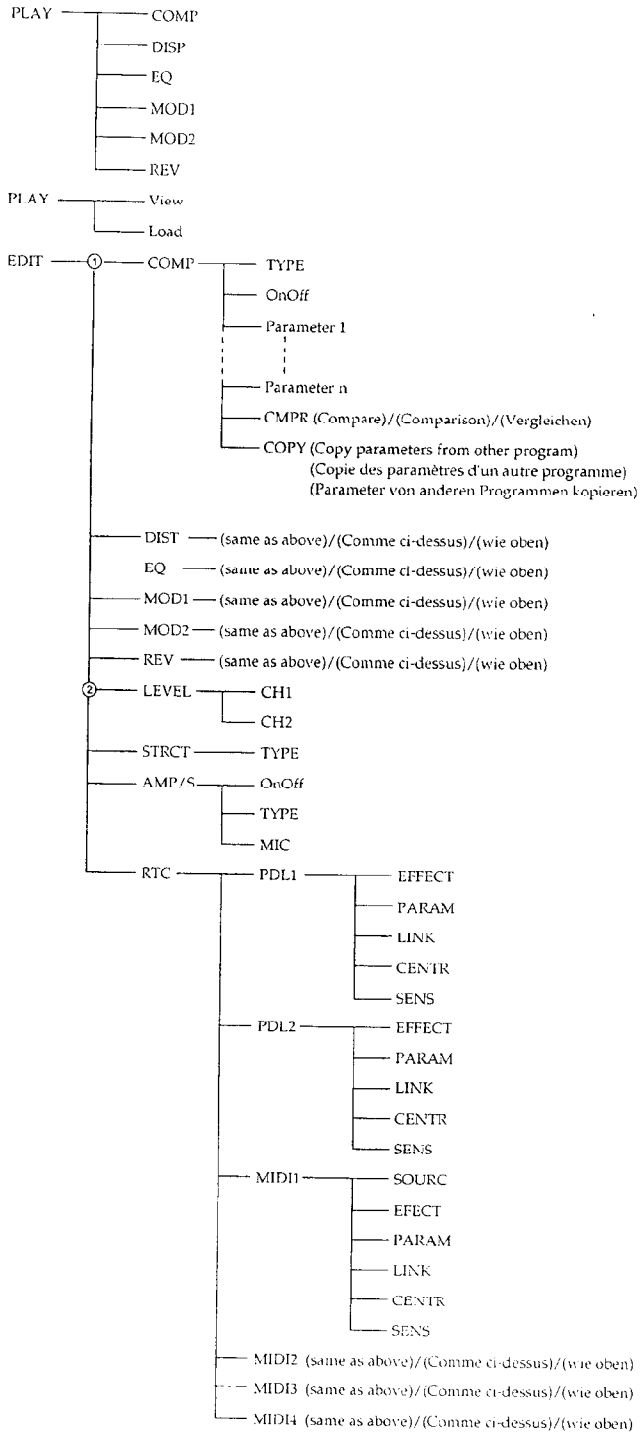 PLAY COMP
DISP
EQ
MOD1
MOD2
REV
PLAY View
Load
EDIT ① COMP TYPE
OnOff
Parameter 1
Parameter n
CMPR (Compare)/(Comparison)/(Vergleichen)
COPY (Copy parameters from other program)
(Copie des paramètres d'un autre programme)
(Parameter von anderen Programmen kopieren)
DIST (same as above)/(Comme ci-dessus)/(wie oben)
EQ (same as above)/(Comme ci-dessus)/(wie oben)
MOD1 (same as above)/(Comme ci-dessus)/(wie oben)
MOD2 (same as above)/(Comme ci-dessus)/(wie oben)
REV (same as above)/(Comme ci-dessus)/(wie oben)
② LEVEL CH1
CH2
STRCT TYPE
AMP/S OnOff
TYPE
MIC
RTC PDL1 EFFECT
PARAM
LINK
CENTR
SENS
PDL2 EFFECT
PARAM
LINK
CENTR
SENS
MIDI1 SOURC
EFECT
PARAM
LINK
CENTR
SENS
MIDI2 (same as above)/(Comme ci-dessus)/(wie oben)
MIDI3 (same as above)/(Comme ci-dessus)/(wie oben)
MIDI4 (same as above)/(Comme ci-dessus)/(wie oben)